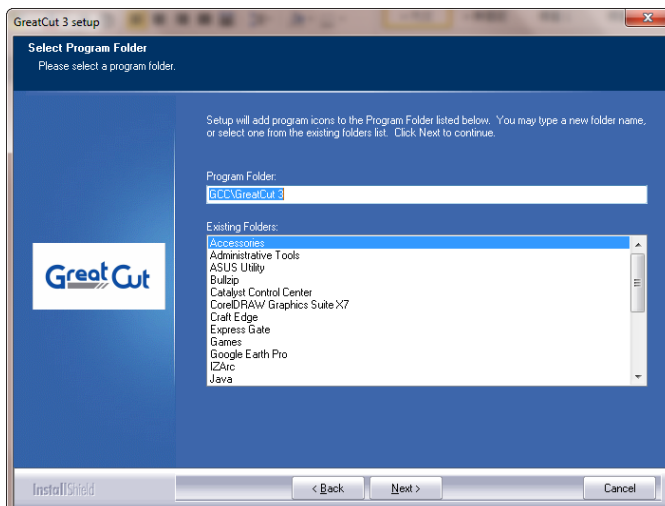 GreatCut 3 setup
Select Program Folder
Please select a program folder.
Setup will add program icons to the Program Folder listed below.  You may type a new folder name,
or select one from the existing folders list.  Click Next to continue.
Program Folder:
GCC\GreatCut 3
Existing Folders:
Accessories
Administrative Tools
ASUS Utility
Bullzip
Catalyst Control Center
CorelDRAW Graphics Suite X7
Craft Edge
Express Gate
Games
Google Earth Pro
IZArc
Java
Great Cut
InstallShield
< Back
Next >
Cancel